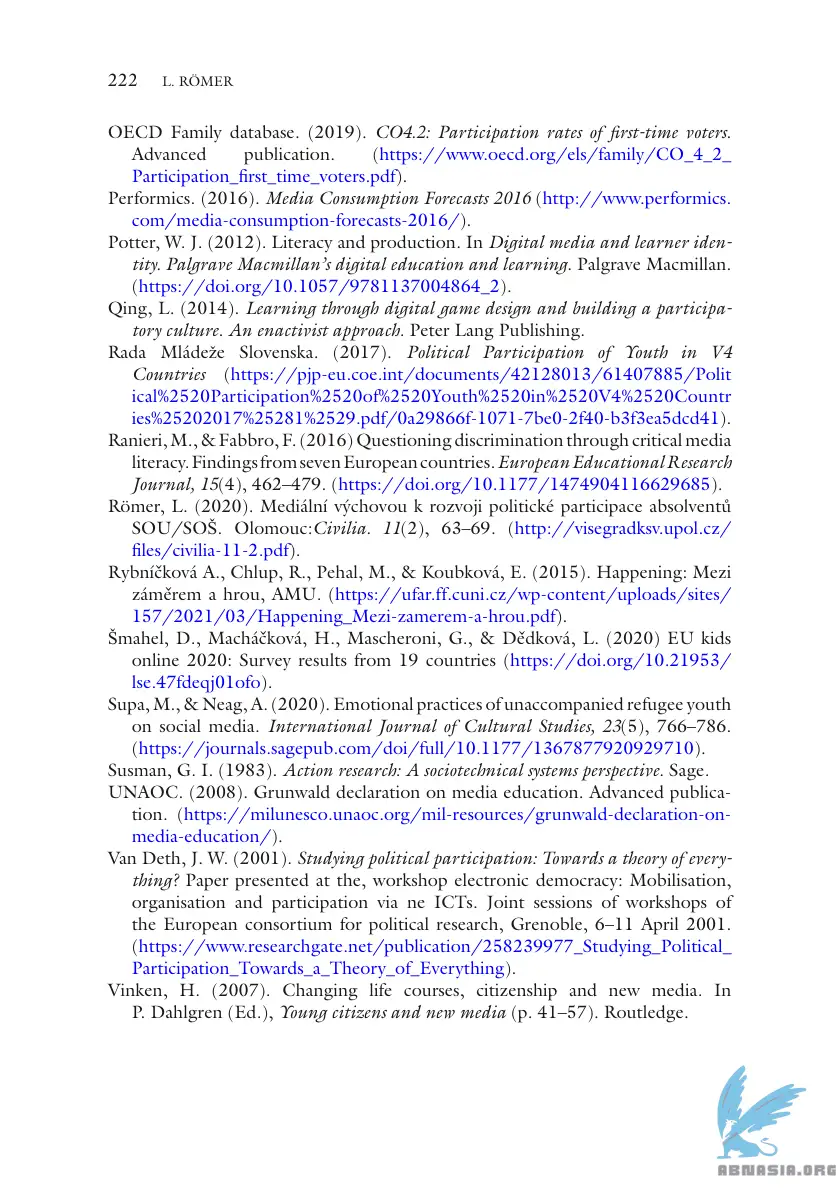 222 L. RÖMER
OECD Family database. (2019). CO4.2: Participation rates of first-time voters.
Advanced publication. (https://www.oecd.org/els/family/CO_4_2_
Participation_first_time_voters.pdf).
Performics. (2016). Media Consumption Forecasts 2016 (http://www.performics.
com/media-consumption-forecasts-2016/).
Potter, W. J. (2012). Literacy and production. In Digital media and learner iden-
tity. Palgrave Macmillan’s digital education and learning. Palgrave Macmillan.
(https://doi.org/10.1057/9781137004864_2).
Qing, L. (2014). Learning through digital game design and building a participa-
tory culture. An enactivist approach. Peter Lang Publishing.
Rada Mládeže Slovenska. (2017). Political Participation of Youth in V4
Countries (https://pjp-eu.coe.int/documents/42128013/61407885/Polit
ical%2520Participation%2520of%2520Youth%2520in%2520V4%2520Countr
ies%25202017%25281%2529.pdf/0a29866f-1071-7be0-2f40-b3f3ea5dcd41).
Ranieri, M., & Fabbro, F. (2016) Questioning discrimination through critical media
literacy. Findings from seven European countries. European Educational Research
Journal, 15(4), 462–479. (https://doi.org/10.1177/1474904116629685).
Römer, L. (2020). Mediální výchovou k rozvoji politické participace absolventů
SOU/SOŠ. Olomouc:Civilia. 11(2), 63–69. (http://visegradksv.upol.cz/
files/civilia-11-2.pdf).
Rybníčková A., Chlup, R., Pehal, M., & Koubková, E. (2015). Happening: Mezi
záměrem a hrou, AMU. (https://ufar.ff.cuni.cz/wp-content/uploads/sites/
157/2021/03/Happening_Mezi-zamerem-a-hrou.pdf).
Šmahel, D., Macháčková, H., Mascheroni, G., & Dědková, L. (2020) EU kids
online 2020: Survey results from 19 countries (https://doi.org/10.21953/
lse.47fdeqj01ofo).
Supa, M., & Neag, A. (2020). Emotional practices of unaccompanied refugee youth
on social media. International Journal of Cultural Studies, 23(5), 766–786.
(https://journals.sagepub.com/doi/full/10.1177/1367877920929710).
Susman, G. I. (1983). Action research: A sociotechnical systems perspective. Sage.
UNAOC. (2008). Grunwald declaration on media education. Advanced publica-
tion. (https://milunesco.unaoc.org/mil-resources/grunwald-declaration-on-
media-education/).
Van Deth, J. W. (2001). Studying political participation: Towards a theory of every-
thing? Paper presented at the, workshop electronic democracy: Mobilisation,
organisation and participation via ne ICTs. Joint sessions of workshops of
the European consortium for political research, Grenoble, 6–11 April 2001.
(https://www.researchgate.net/publication/258239977_Studying_Political_
Participation_Towards_a_Theory_of_Everything).
Vinken, H. (2007). Changing life courses, citizenship and new media. In
P. Dahlgren (Ed.), Young citizens and new media (p. 41–57). Routledge.
ABNASIA.ORG